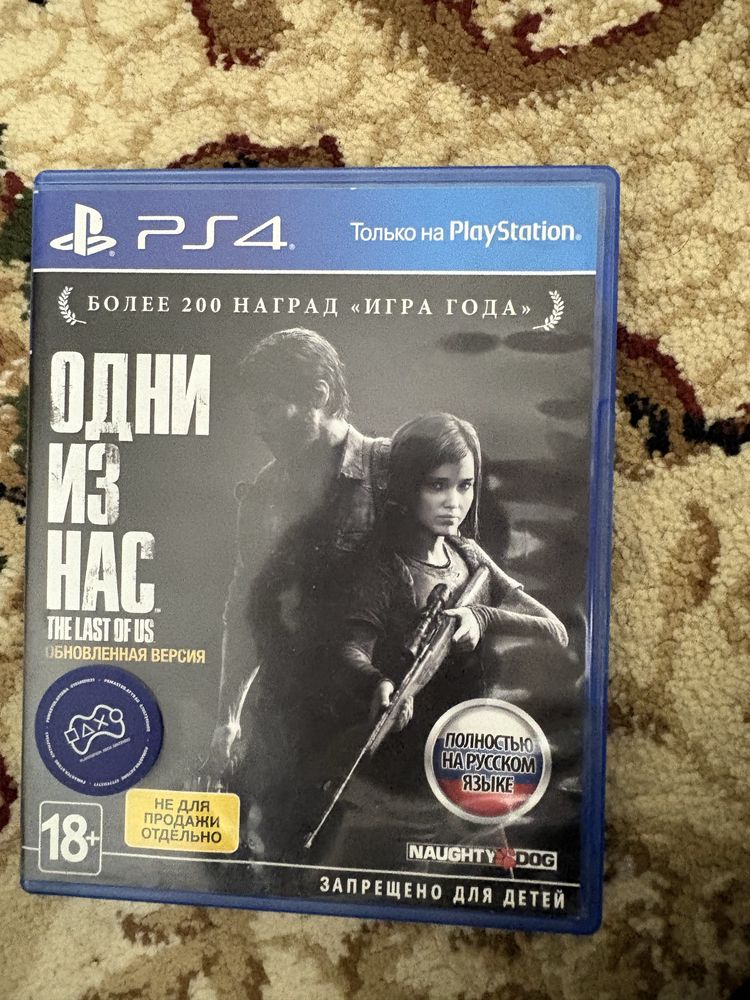 PS4
Только на PlayStation
БОЛЕЕ 200 НАГРАД «ИГРА ГОДА»
ОДНИ
ИЗ
НАС™
THE LAST OF US
ОБНОВЛЕННАЯ ВЕРСИЯ
ПОЛНОСТЬЮ
НА РУССКОМ
ЯЗЫКЕ
НЕ ДЛЯ
ПРОДАЖИ
ОТДЕЛЬНО
18+
NAUGHTY DOG
ЗАПРЕЩЕНО ДЛЯ ДЕТЕЙ